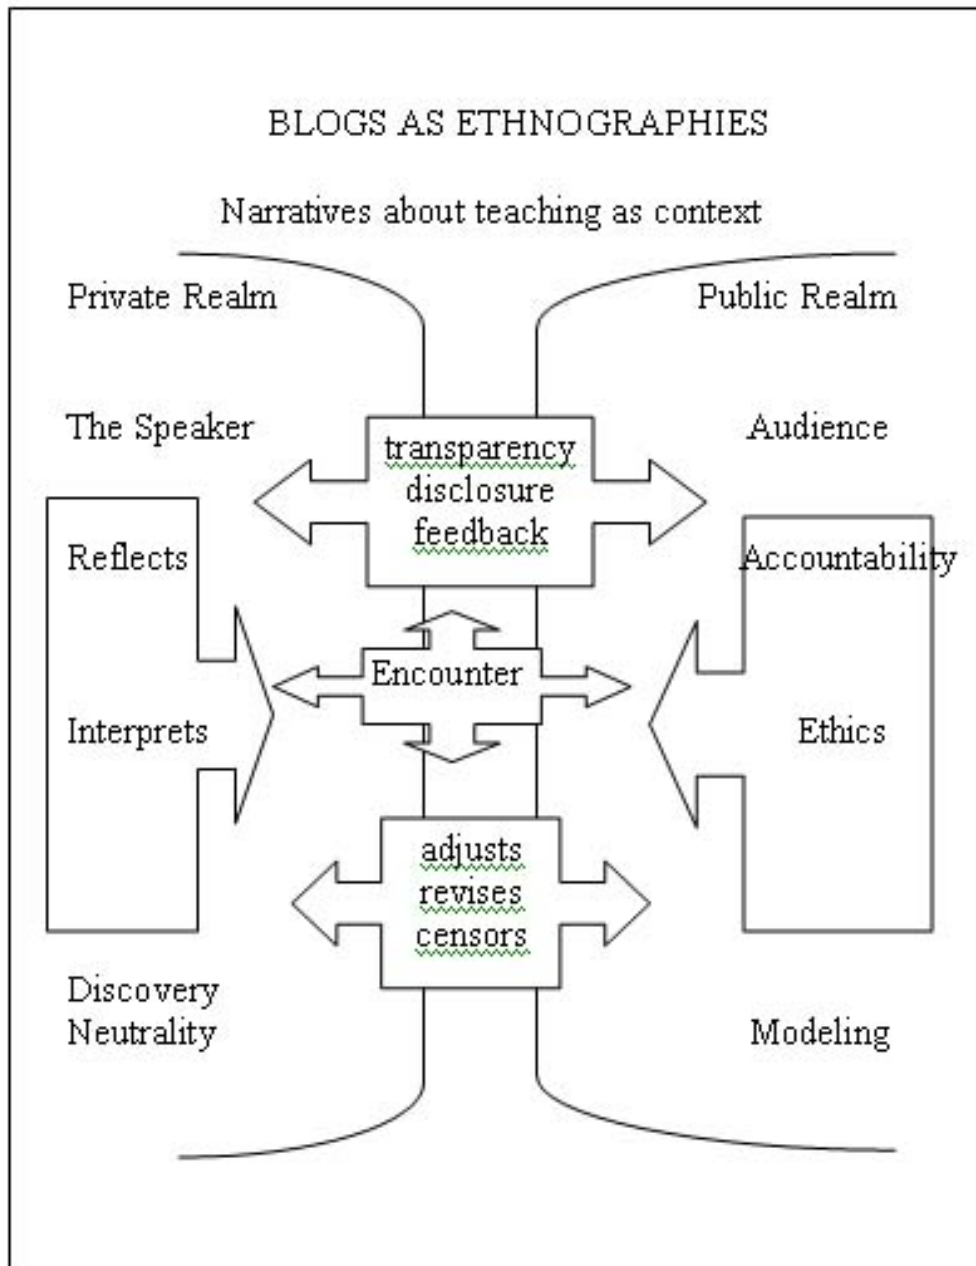 BLOGS AS ETHNOGRAPHIES
Narratives about teaching as context
Private Realm
Public Realm
The Speaker
Audience
transparency
disclosure
feedback
Reflects
Accountability
Encounter
Interprets
Ethics
adjusts
revises
censors
Discovery
Neutrality
Modeling